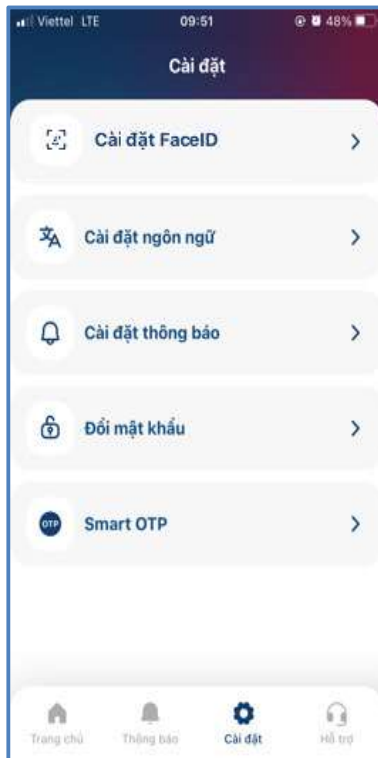 Viettel LTE 09:51 48%
Cài đặt
Cài đặt FaceID
Cài đặt ngôn ngữ
Cài đặt thông báo
Đổi mật khẩu
OTP Smart OTP
Trang chủ Thông báo Cài đặt Hỗ trợ